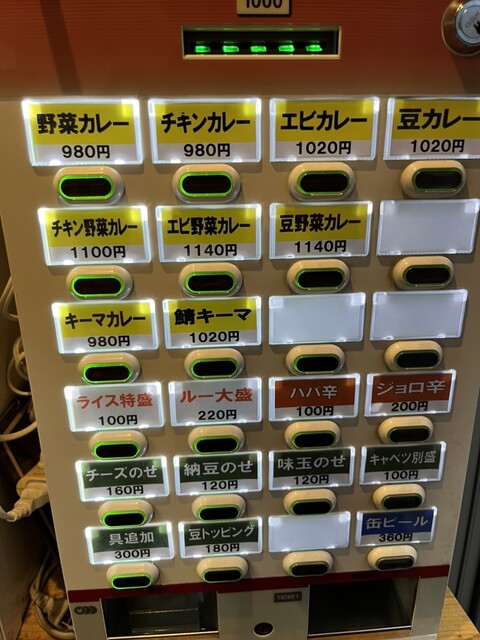 1000
野菜カレー
980円
チキンカレー
980円
エビカレー
1020円
豆カレー
1020円
チキン野菜カレー
1100円
エビ野菜カレー
1140円
豆野菜カレー
1140円
キーマカレー
980円
鯖キーマ
1020円
ライス特盛
100円
ルー大盛
220円
ハバ辛
100円
ジョロ辛
200円
チーズのせ
160円
納豆のせ
120円
味玉のせ
120円
キャベツ別盛
100円
具追加
300円
豆トッピング
180円
缶ビール
360円
TICKET